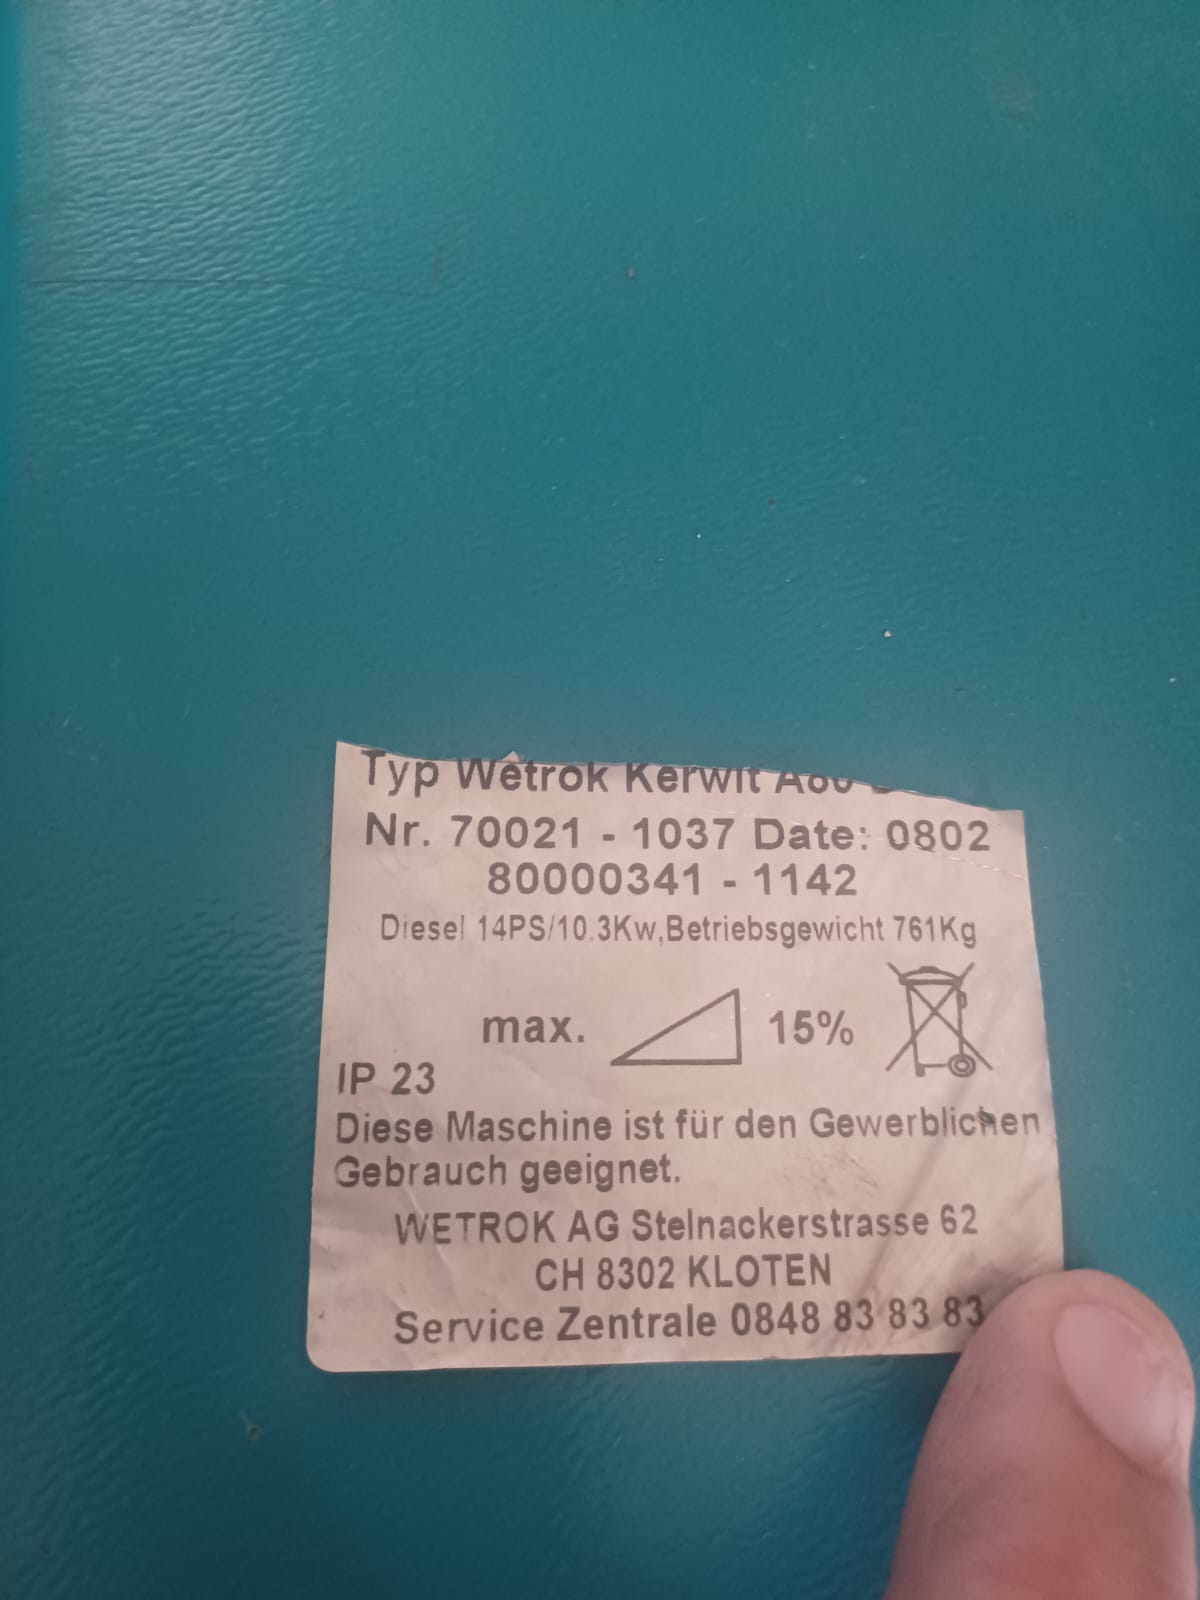 Typ Wetrok Kerwit
Nr. 70021 - 1037 Date: 0802
80000341 - 1142
Diesel 14PS/10.3Kw,Betriebsgewicht 761Kg
max. 15%
IP 23
Diese Maschine ist für den Gewerblichen
Gebrauch geeignet.
WETROK AG Stelnackerstrasse 62
CH 8302 KLOTEN
Service Zentrale 0848 83 83 83